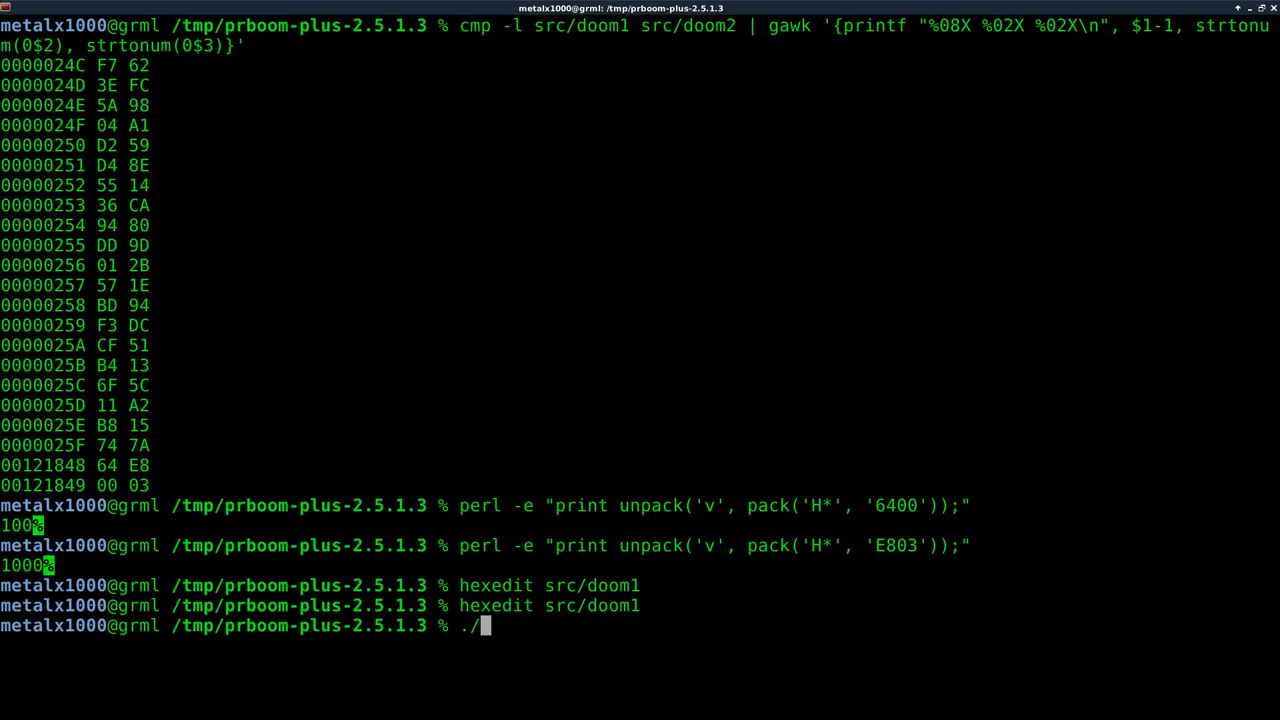 metalx1000@grml: /tmp/prboom-plus-2.5.1.3
metalx1000@grml /tmp/prboom-plus-2.5.1.3 % cmp -l src/doom1 src/doom2 | gawk '{printf "%08X %02X %02X\n", $1-1, strtonu
m(0$2), strtonum(0$3)}'
0000024C F7 62
0000024D 3E FC
0000024E 5A 98
0000024F 04 A1
00000250 D2 59
00000251 D4 8E
00000252 55 14
00000253 36 CA
00000254 94 80
00000255 DD 9D
00000256 01 2B
00000257 57 1E
00000258 BD 94
00000259 F3 DC
0000025A CF 51
0000025B B4 13
0000025C 6F 5C
0000025D 11 A2
0000025E B8 15
0000025F 74 7A
00121848 64 E8
00121849 00 03
metalx1000@grml /tmp/prboom-plus-2.5.1.3 % perl -e "print unpack('v', pack('H*', '6400'));"
100%
metalx1000@grml /tmp/prboom-plus-2.5.1.3 % perl -e "print unpack('v', pack('H*', 'E803'));"
1000%
metalx1000@grml /tmp/prboom-plus-2.5.1.3 % hexedit src/doom1
metalx1000@grml /tmp/prboom-plus-2.5.1.3 % hexedit src/doom1
metalx1000@grml /tmp/prboom-plus-2.5.1.3 % ./